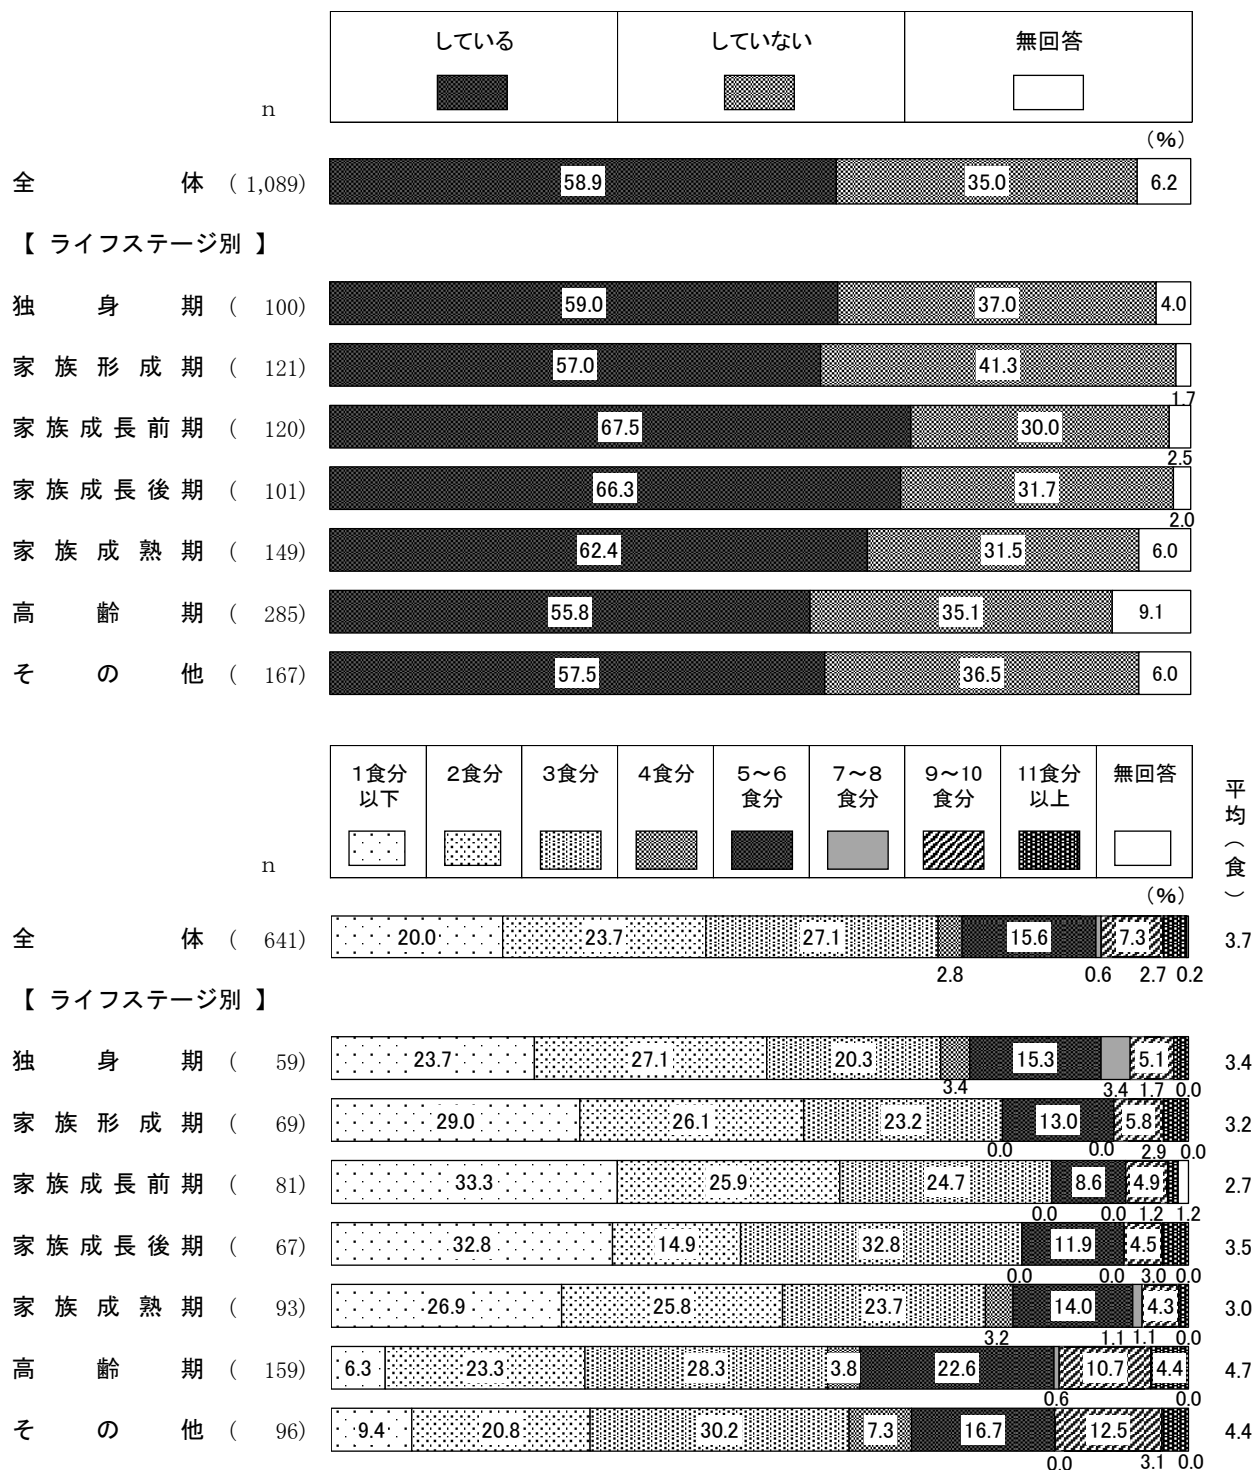 している していない 無回答
n
(%)
全体 ( 1,089) 58.9 35.0 6.2
【 ライフステージ別 】
独身期 ( 100) 59.0 37.0 4.0
家族形成期 ( 121) 57.0 41.3
1.7
家族成長前期 ( 120) 67.5 30.0
2.5
家族成長後期 ( 101) 66.3 31.7
2.0
家族成熟期 ( 149) 62.4 31.5 6.0
高齢期 ( 285) 55.8 35.1 9.1
その他 ( 167) 57.5 36.5 6.0
1食分以下 2食分 3食分 4食分 5～6食分 7～8食分 9～10食分 11食分以上 無回答
平均（食）
n
(%)
全体 ( 641) 20.0 23.7 27.1 15.6 7.3 3.7
2.8 0.6 2.7 0.2
【 ライフステージ別 】
独身期 ( 59) 23.7 27.1 20.3 15.3 5.1 3.4
3.4 3.4 1.7 0.0
家族形成期 ( 69) 29.0 26.1 23.2 13.0 5.8 3.2
0.0 0.0 2.9 0.0
家族成長前期 ( 81) 33.3 25.9 24.7 8.6 4.9 2.7
0.0 0.0 1.2 1.2
家族成長後期 ( 67) 32.8 14.9 32.8 11.9 4.5 3.5
0.0 0.0 3.0 0.0
家族成熟期 ( 93) 26.9 25.8 23.7 14.0 4.3 3.0
3.2 1.1 1.1 0.0
高齢期 ( 159) 6.3 23.3 28.3 3.8 22.6 10.7 4.4 4.7
0.6 0.0
その他 ( 96) 9.4 20.8 30.2 7.3 16.7 12.5 4.4
0.0 3.1 0.0